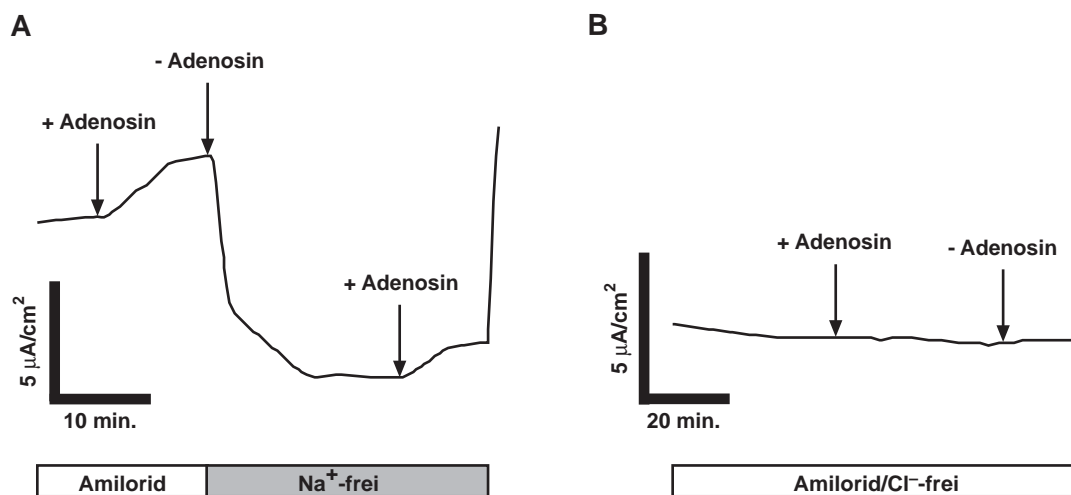 A
- Adenosin
+ Adenosin
+ Adenosin
5 μA/cm²
10 min.
Amilorid
Na⁺-frei
B
+ Adenosin
- Adenosin
5 μA/cm²
20 min.
Amilorid/Cl⁻-frei